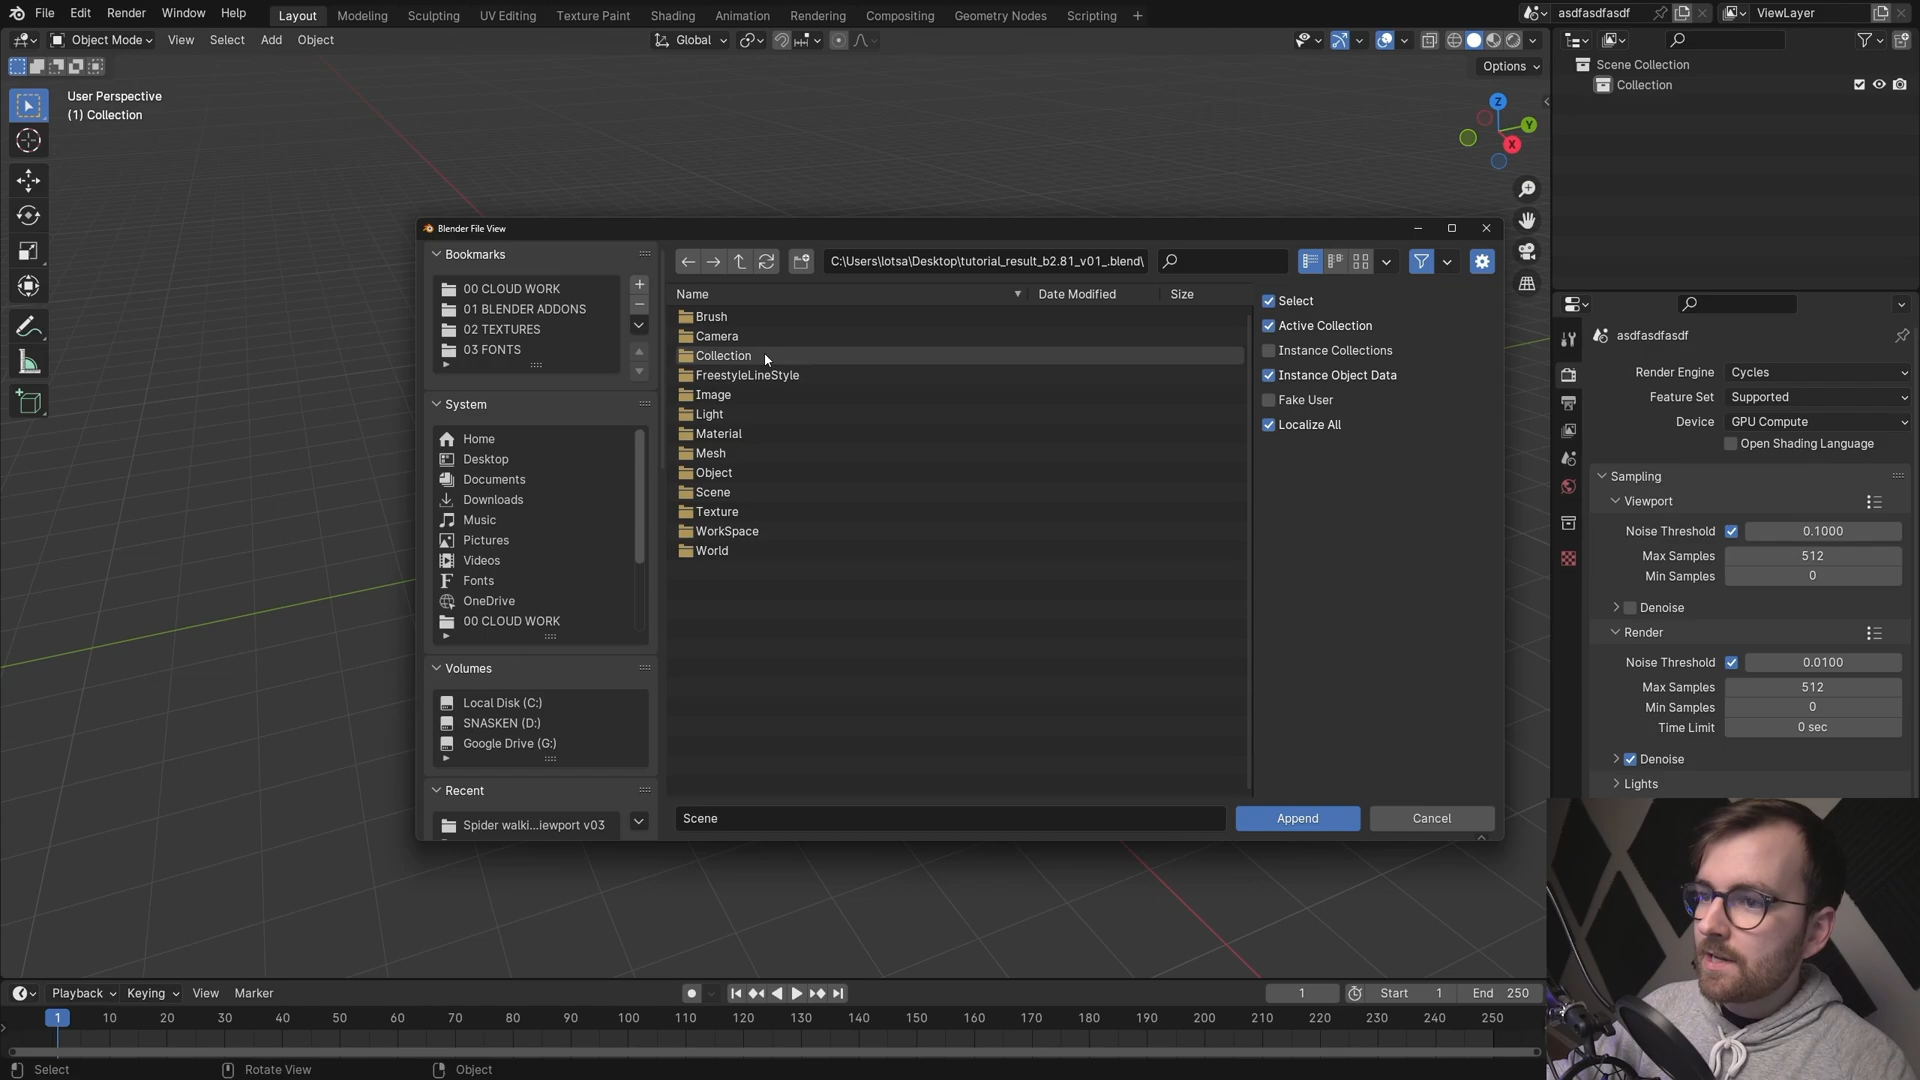 File Edit Render Window Help Layout Modeling Sculpting UV Editing Texture Paint Shading Animation Rendering Compositing Geometry Nodes Scripting + asdfasdfasdf ViewLayer
Object Mode View Select Add Object Global
Options
User Perspective
(1) Collection
Z
Y
X
Scene Collection
Collection
Blender File View
Bookmarks
00 CLOUD WORK
01 BLENDER ADDONS
02 TEXTURES
03 FONTS
System
Home
Desktop
Documents
Downloads
Music
Pictures
Videos
Fonts
OneDrive
00 CLOUD WORK
Volumes
Local Disk (C:)
SNASKEN (D:)
Google Drive (G:)
Recent
Spider walki...iewport v03
C:\Users\lotsa\Desktop\tutorial_result_b2.81_v01_.blend\
Name Date Modified Size
Brush
Camera
Collection
FreestyleLineStyle
Image
Light
Material
Mesh
Object
Scene
Texture
WorkSpace
World
Select
Active Collection
Instance Collections
Instance Object Data
Fake User
Localize All
Scene Append Cancel
asdfasdfasdf
Render Engine Cycles
Feature Set Supported
Device GPU Compute
Open Shading Language
Sampling
Viewport
Noise Threshold 0.1000
Max Samples 512
Min Samples 0
Denoise
Render
Noise Threshold 0.0100
Max Samples 512
Min Samples 0
Time Limit 0 sec
Denoise
Lights
Playback Keying View Marker 1 Start 1 End 250
1 10 20 30 40 50 60 70 80 90 100 110 120 130 140 150 160 170 180 190 200 210 220 230 240 250
Select Rotate View Object